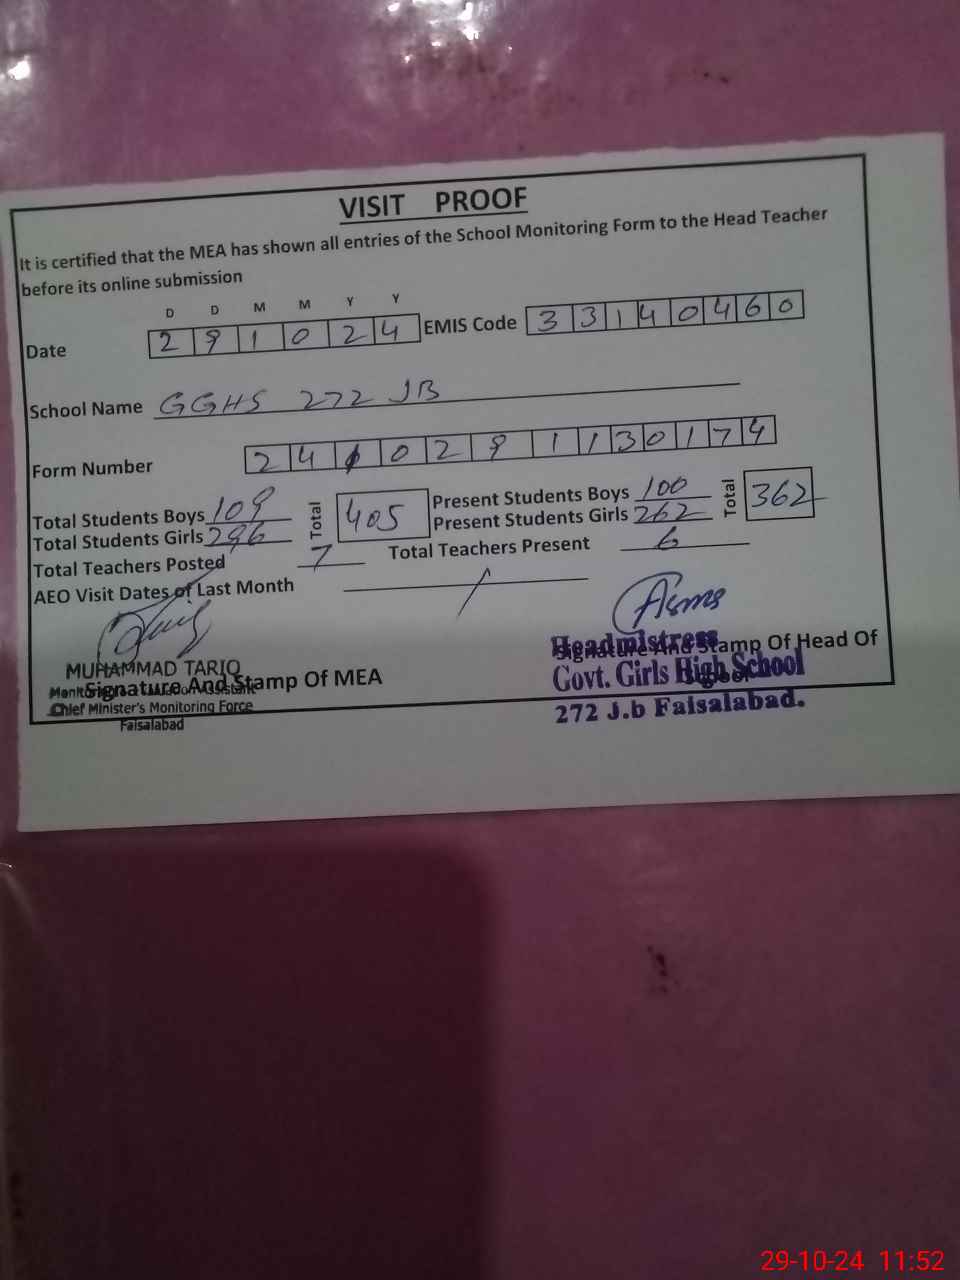 VISIT PROOF
It is certified that the MEA has shown all entries of the School Monitoring Form to the Head Teacher
before its online submission
D D M M Y Y
Date 2 9 1 0 2 4 EMIS Code 3 3 1 4 0 4 6 0
School Name GGHS 272 JB
Form Number 2 4 1 0 2 9 1 1 3 0 1 7 4
Total Students Boys 109 Total 405 Present Students Boys 100 Total 362
Total Students Girls 296 Present Students Girls 262
Total Teachers Posted 7 Total Teachers Present 6
AEO Visit Dates of Last Month /
Asma
MUHAMMAD TARIQ
Signature And Stamp Of MEA
Chief Minister's Monitoring Force
Faisalabad
Headmistress
Signature And Stamp Of Head Of
School
Govt. Girls High School
272 J.b Faisalabad.
29-10-24 11:52